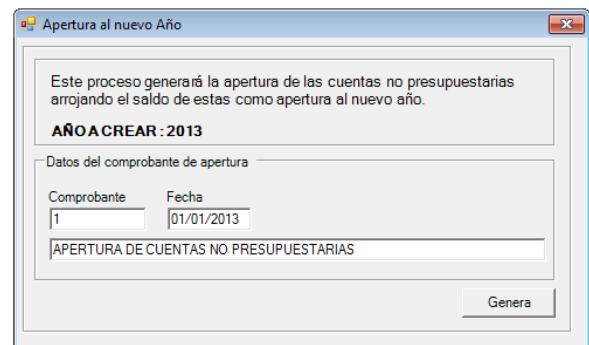 Apertura al nuevo Año
Este proceso generará la apertura de las cuentas no presupuestarias
arrojando el saldo de estas como apertura al nuevo año.
AÑO A CREAR : 2013
Datos del comprobante de apertura
Comprobante Fecha
1 01/01/2013
APERTURA DE CUENTAS NO PRESUPUESTARIAS
Genera